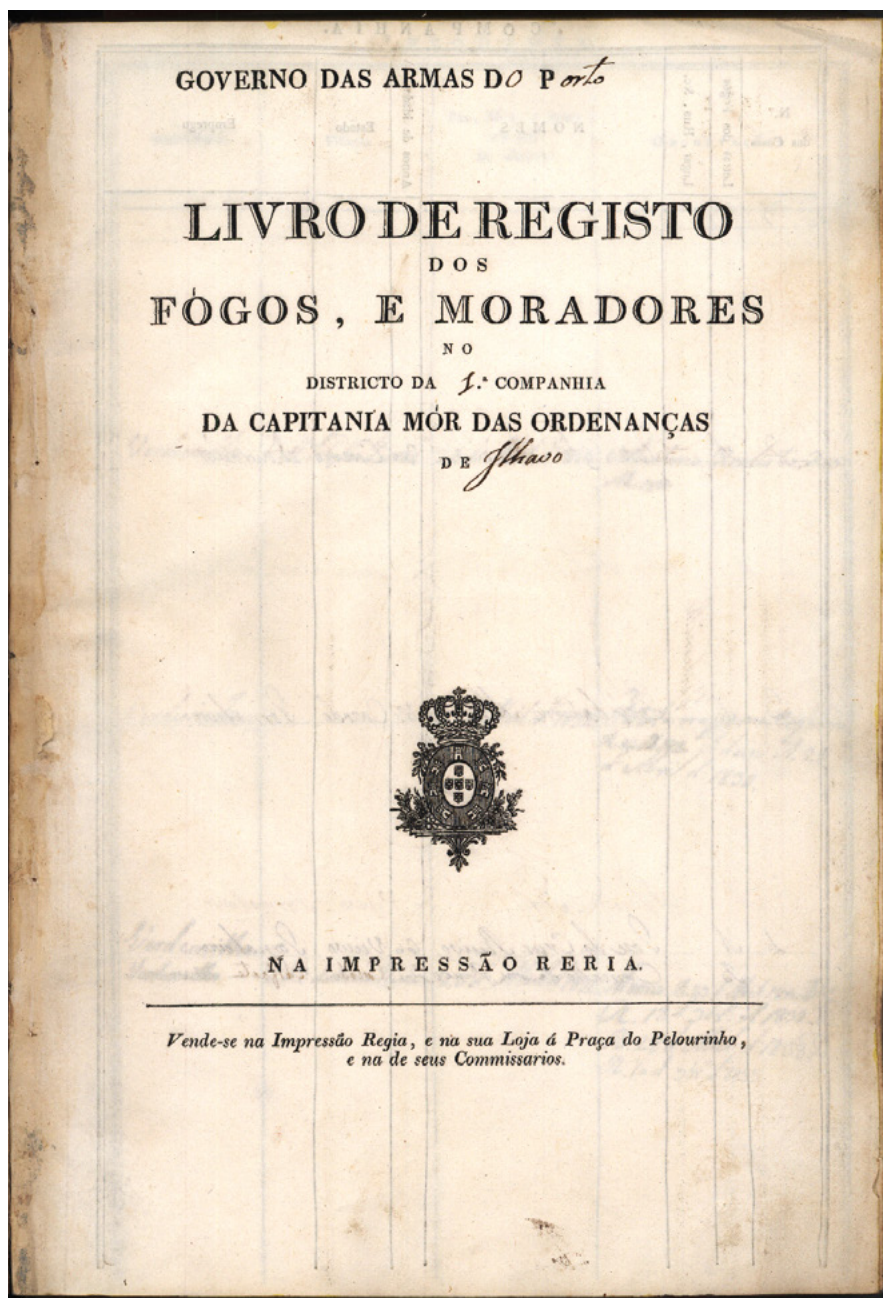 GOVERNO DAS ARMAS DO Porto
LIVRO DE REGISTO
DOS
FÓGOS, E MORADORES
NO
DISTRICTO DA 1.ª COMPANHIA
DA CAPITANÍA MÓR DAS ORDENANÇAS
DE Ilhavo
NA IMPRESSÃO RERIA.
Vende-se na Impressão Regia, e na sua Loja á Praça do Pelourinho,
e na de seus Commissarios.